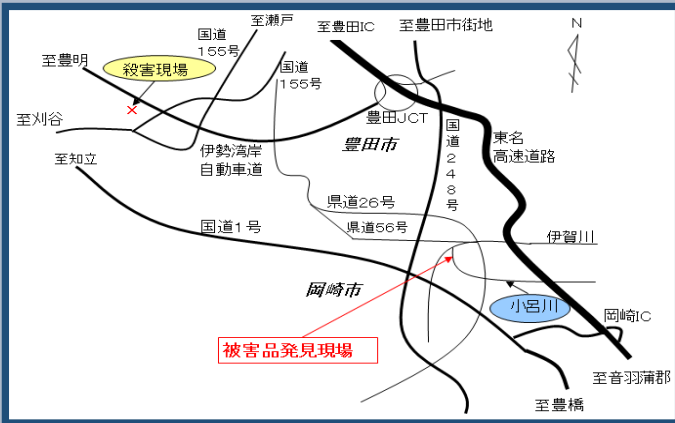 至瀬戸
至豊田IC
至豊田市街地
N
国道
155号
至豊明
殺害現場
国道
155号
至刈谷
豊田JCT
豊田市
国道248号
東名
高速道路
伊勢湾岸
自動車道
至知立
県道26号
国道1号
県道56号
伊賀川
岡崎市
小呂川
岡崎IC
被害品発見現場
至音羽蒲郡
至豊橋